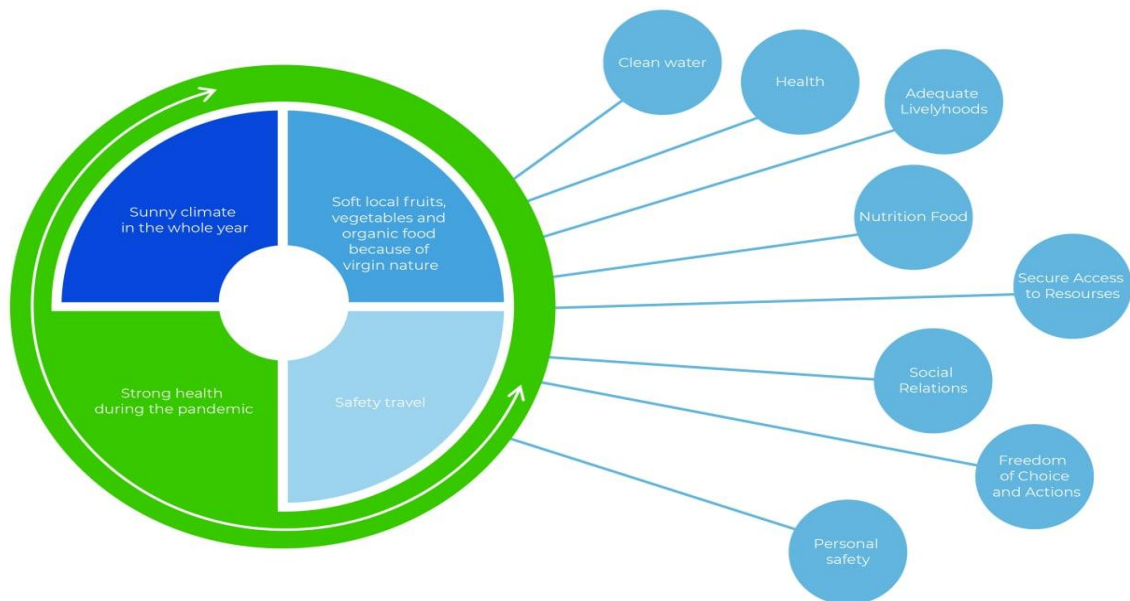 Sunny climate
in the whole year
Soft local fruits,
vegetables and
organic food
because of
virgin nature
Strong health
during the pandemic
Safety travel
Clean water
Health
Adequate
Livelyhoods
Nutrition Food
Secure Access
to Resourses
Social
Relations
Freedom
of Choice
and Actions
Personal
safety